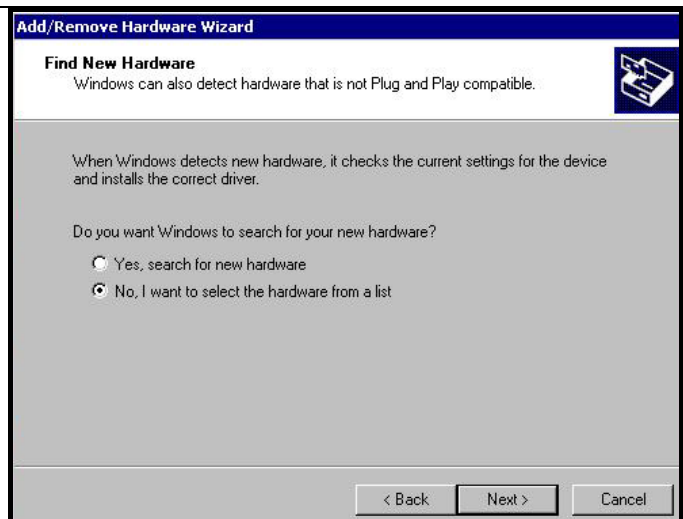 Add/Remove Hardware Wizard
Find New Hardware
Windows can also detect hardware that is not Plug and Play compatible.
When Windows detects new hardware, it checks the current settings for the device
and installs the correct driver.
Do you want Windows to search for your new hardware?
Yes, search for new hardware
No, I want to select the hardware from a list
< Back Next > Cancel